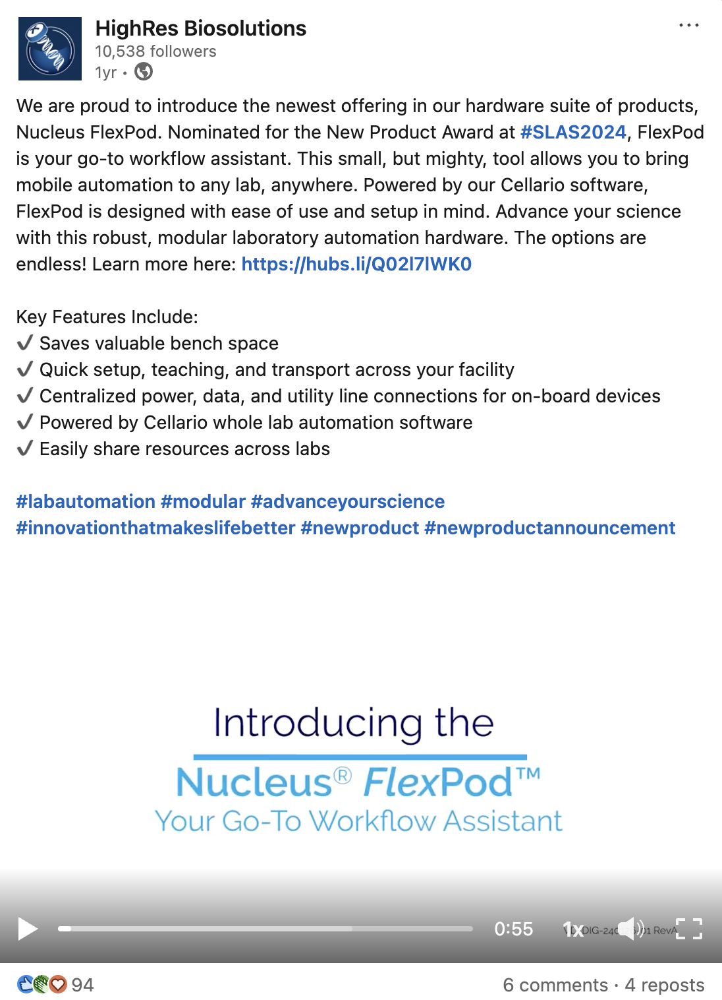 HighRes Biosolutions
10,538 followers
1yr •
We are proud to introduce the newest offering in our hardware suite of products,
Nucleus FlexPod. Nominated for the New Product Award at #SLAS2024, FlexPod
is your go-to workflow assistant. This small, but mighty, tool allows you to bring
mobile automation to any lab, anywhere. Powered by our Cellario software,
FlexPod is designed with ease of use and setup in mind. Advance your science
with this robust, modular laboratory automation hardware. The options are
endless! Learn more here: https://hubs.li/Q02l7lWK0
Key Features Include:
✔ Saves valuable bench space
✔ Quick setup, teaching, and transport across your facility
✔ Centralized power, data, and utility line connections for on-board devices
✔ Powered by Cellario whole lab automation software
✔ Easily share resources across labs
#labautomation #modular #advanceyourscience
#innovationthatmakeslifebetter #newproduct #newproductannouncement
Introducing the
Nucleus® FlexPod™
Your Go-To Workflow Assistant
0:55 1x RevA
94 6 comments · 4 reposts